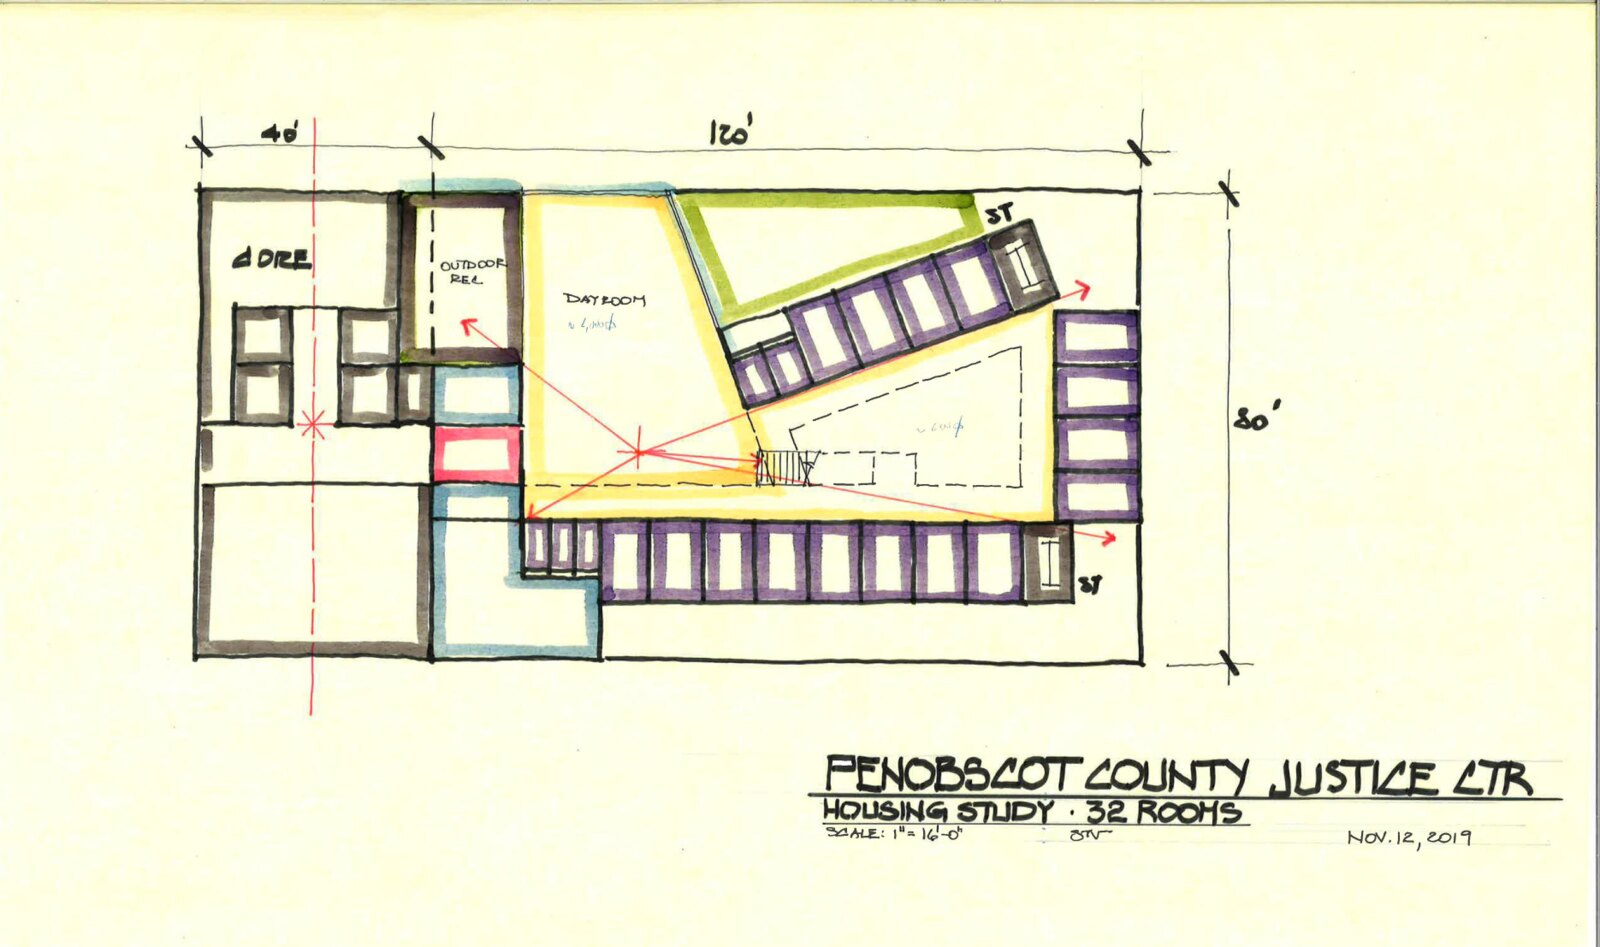 40'
120'
CORE
OUTDOOR
REC
DAYROOM
ST
80'
ST
PENOBSCOT COUNTY JUSTICE CTR
HOUSING STUDY · 32 ROOMS
SCALE: 1" = 16'-0"
NOV. 12, 2019